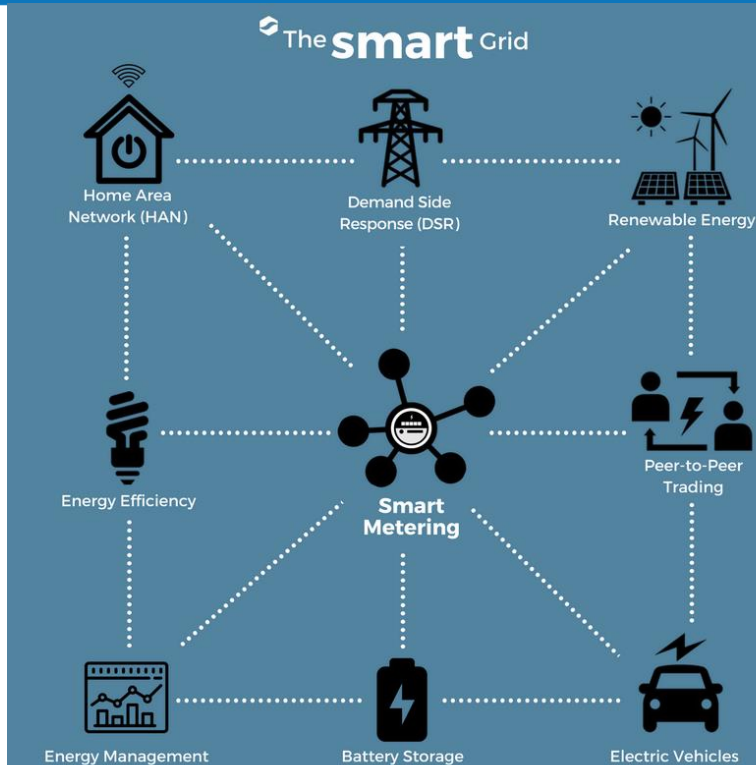 The smart Grid
Home Area
Network (HAN)
Demand Side
Response (DSR)
Renewable Energy
Energy Efficiency
Smart
Metering
Peer-to-Peer
Trading
Energy Management
Battery Storage
Electric Vehicles